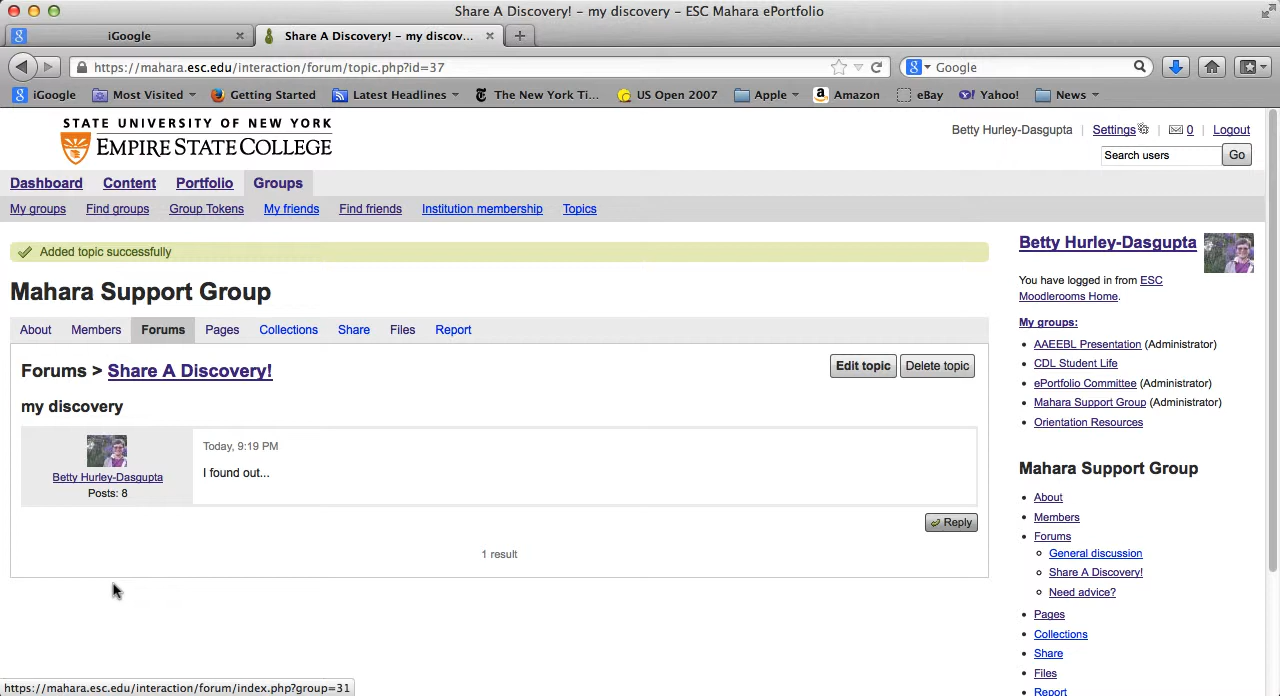 Share A Discovery! - my discovery – ESC Mahara ePortfolio
iGoogle
Share A Discovery! – my discov...
https://mahara.esc.edu/interaction/forum/topic.php?id=37
Google
iGoogle Most Visited Getting Started Latest Headlines The New York Ti... US Open 2007 Apple Amazon eBay Yahoo! News
STATE UNIVERSITY OF NEW YORK
EMPIRE STATE COLLEGE
Betty Hurley-Dasgupta | Settings | 0 | Logout
Search users Go
Dashboard Content Portfolio Groups
My groups Find groups Group Tokens My friends Find friends Institution membership Topics
Added topic successfully
Mahara Support Group
About Members Forums Pages Collections Share Files Report
Forums > Share A Discovery!
Edit topic Delete topic
my discovery
Betty Hurley-Dasgupta
Posts: 8
Today, 9:19 PM
I found out...
Reply
1 result
Betty Hurley-Dasgupta
You have logged in from ESC
Moodlerooms Home.
My groups:
AAEEBL Presentation (Administrator)
CDL Student Life
ePortfolio Committee (Administrator)
Mahara Support Group (Administrator)
Orientation Resources
Mahara Support Group
About
Members
Forums
General discussion
Share A Discovery!
Need advice?
Pages
Collections
Share
Files
Report
https://mahara.esc.edu/interaction/forum/index.php?group=31